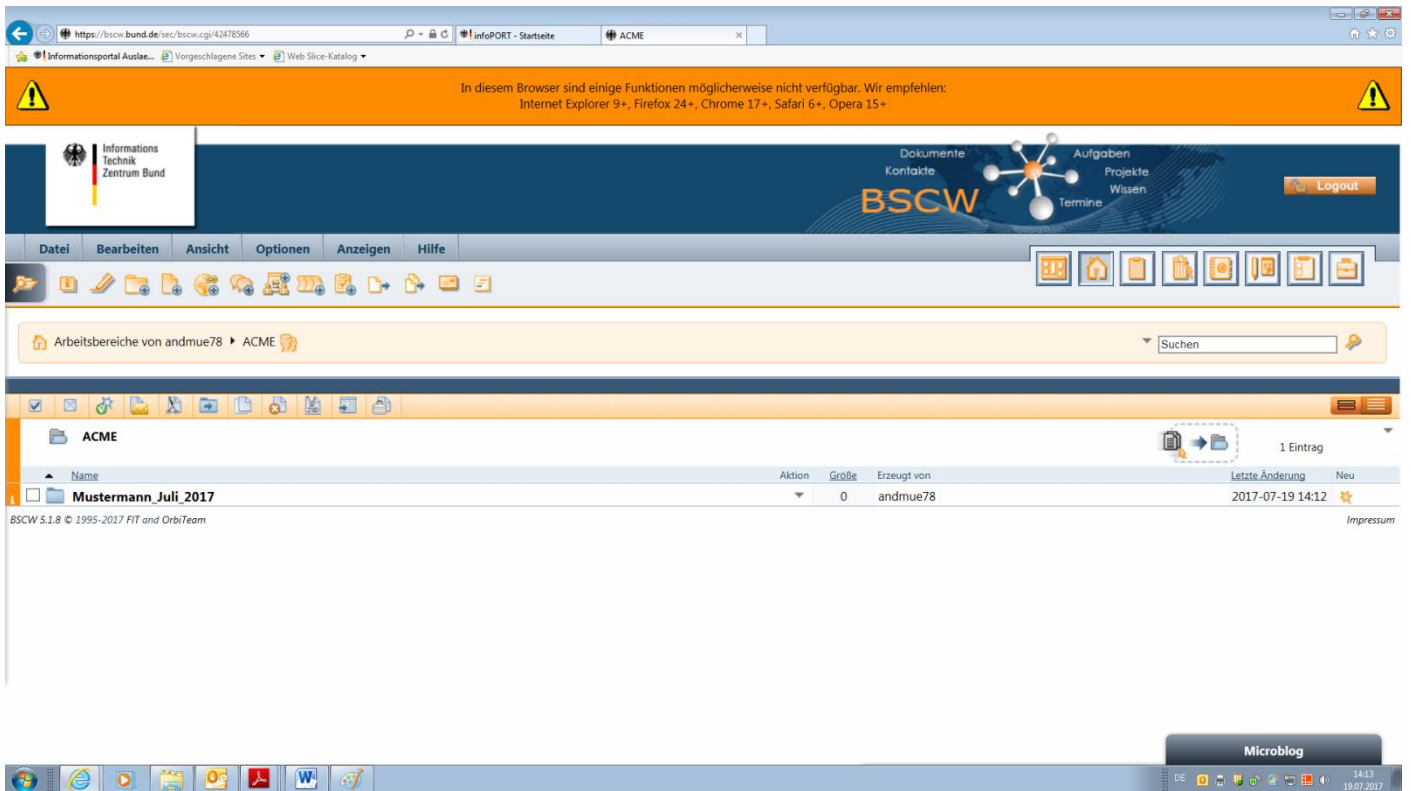 https://bscw.bund.de/sec/bscw.cgi/42478566
infoPORT - Startseite
ACME
Informationsportal Auslae...
Vorgeschlagene Sites
Web Slice-Katalog
In diesem Browser sind einige Funktionen möglicherweise nicht verfügbar. Wir empfehlen:
Internet Explorer 9+, Firefox 24+, Chrome 17+, Safari 6+, Opera 15+
Informations
Technik
Zentrum Bund
Dokumente
Kontakte
BSCW
Aufgaben
Projekte
Wissen
Termine
Logout
Datei Bearbeiten Ansicht Optionen Anzeigen Hilfe
Arbeitsbereiche von andmue78 ACME
Suchen
ACME
1 Eintrag
Name Aktion Größe Erzeugt von Letzte Änderung Neu
Mustermann_Juli_2017 0 andmue78 2017-07-19 14:12
BSCW 5.1.8 © 1995-2017 FIT and OrbiTeam Impressum
Microblog
DE 14:13
19.07.2017